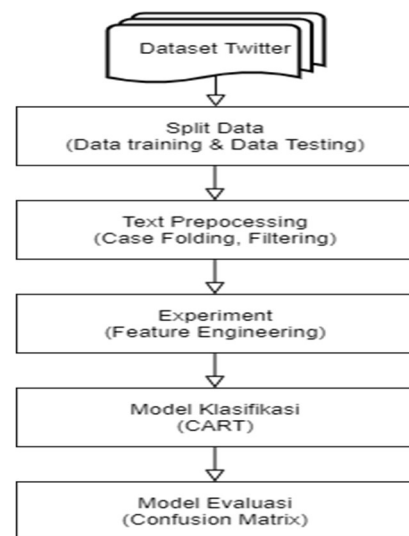 Dataset Twitter
Split Data
(Data training & Data Testing)
Text Prepocessing
(Case Folding, Filtering)
Experiment
(Feature Engineering)
Model Klasifikasi
(CART)
Model Evaluasi
(Confusion Matrix)